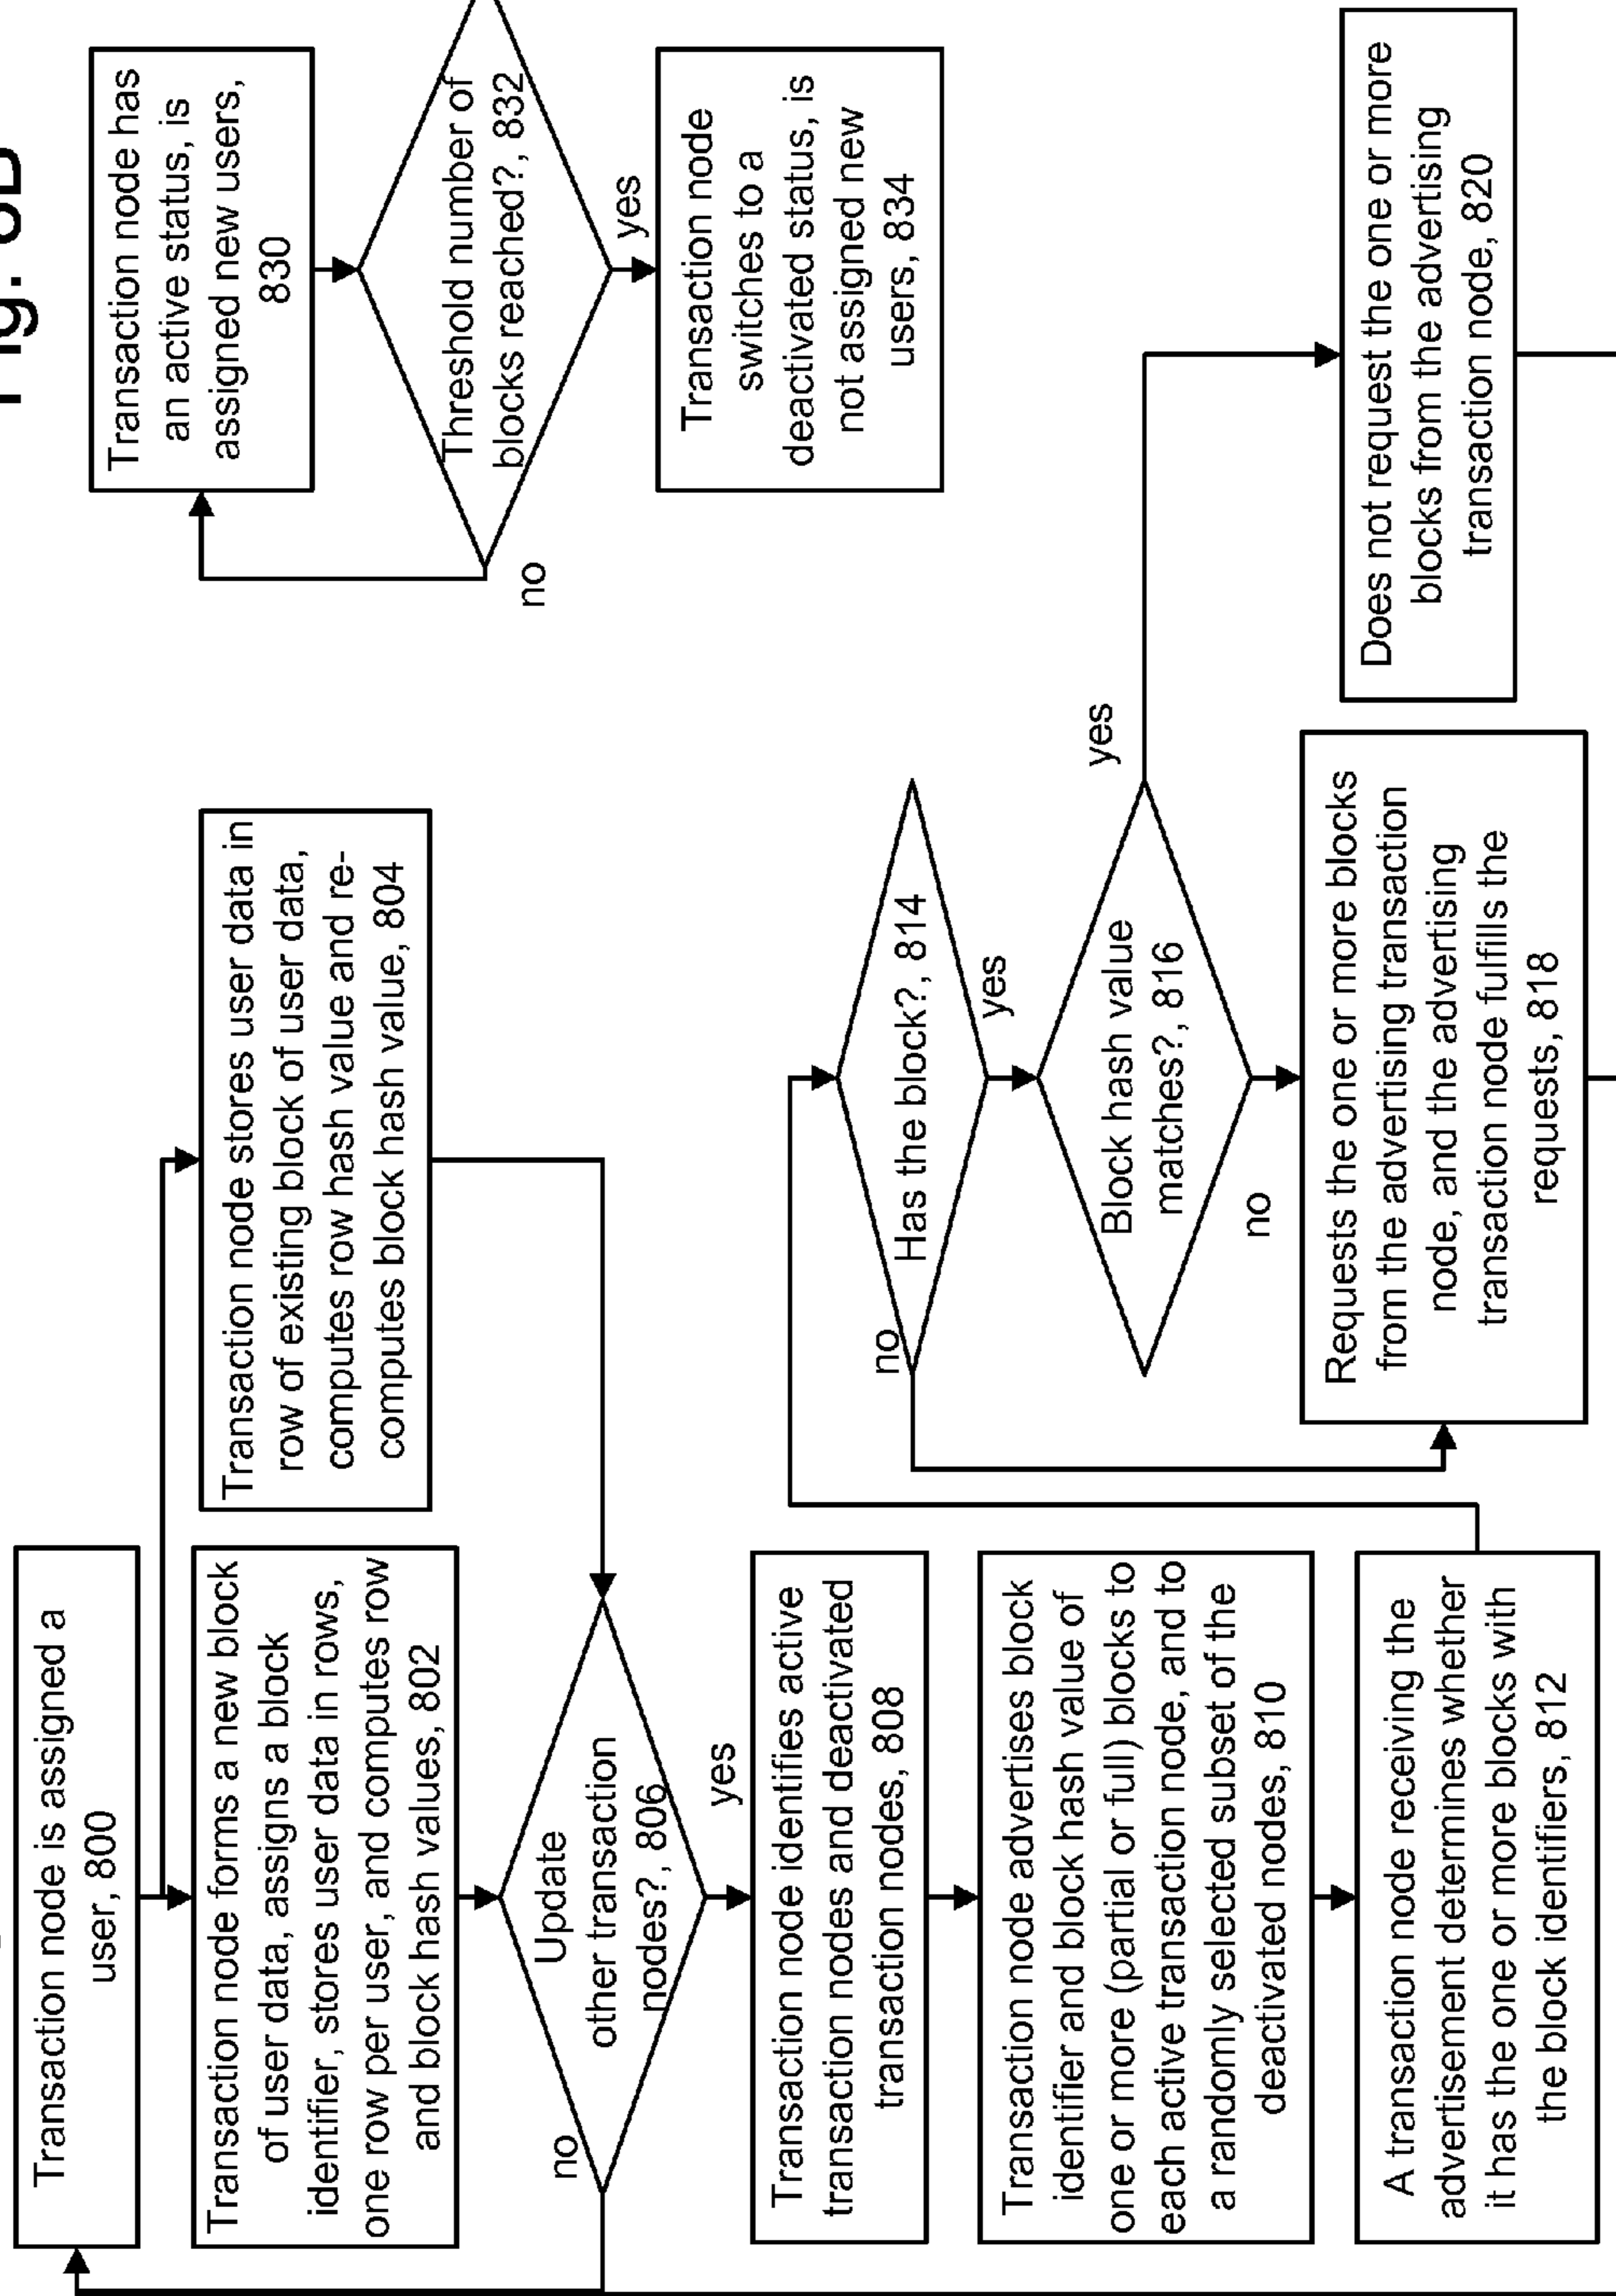 Transaction node is assigned a
user, 800
Transaction node forms a new block
of user data, assigns a block
identifier, stores user data in rows,
one row per user, and computes row
and block hash values, 802
Transaction node stores user data in
row of existing block of user data,
computes row hash value and re-
computes block hash value, 804
Update
other transaction
nodes?, 806
no
yes
Transaction node identifies active
transaction nodes and deactivated
transaction nodes, 808
Transaction node advertises block
identifier and block hash value of
one or more (partial or full) blocks to
each active transaction node, and to
a randomly selected subset of the
deactivated nodes, 810
A transaction node receiving the
advertisement determines whether
it has the one or more blocks with
the block identifiers, 812
Has the block?, 814
no
yes
Block hash value
matches?, 816
yes
no
Requests the one or more blocks
from the advertising transaction
node, and the advertising
transaction node fulfills the
requests, 818
Does not request the one or more
blocks from the advertising
transaction node, 820
Transaction node has
an active status, is
assigned new users,
830
Threshold number of
blocks reached?, 832
no
yes
Transaction node
switches to a
deactivated status, is
not assigned new
users, 834